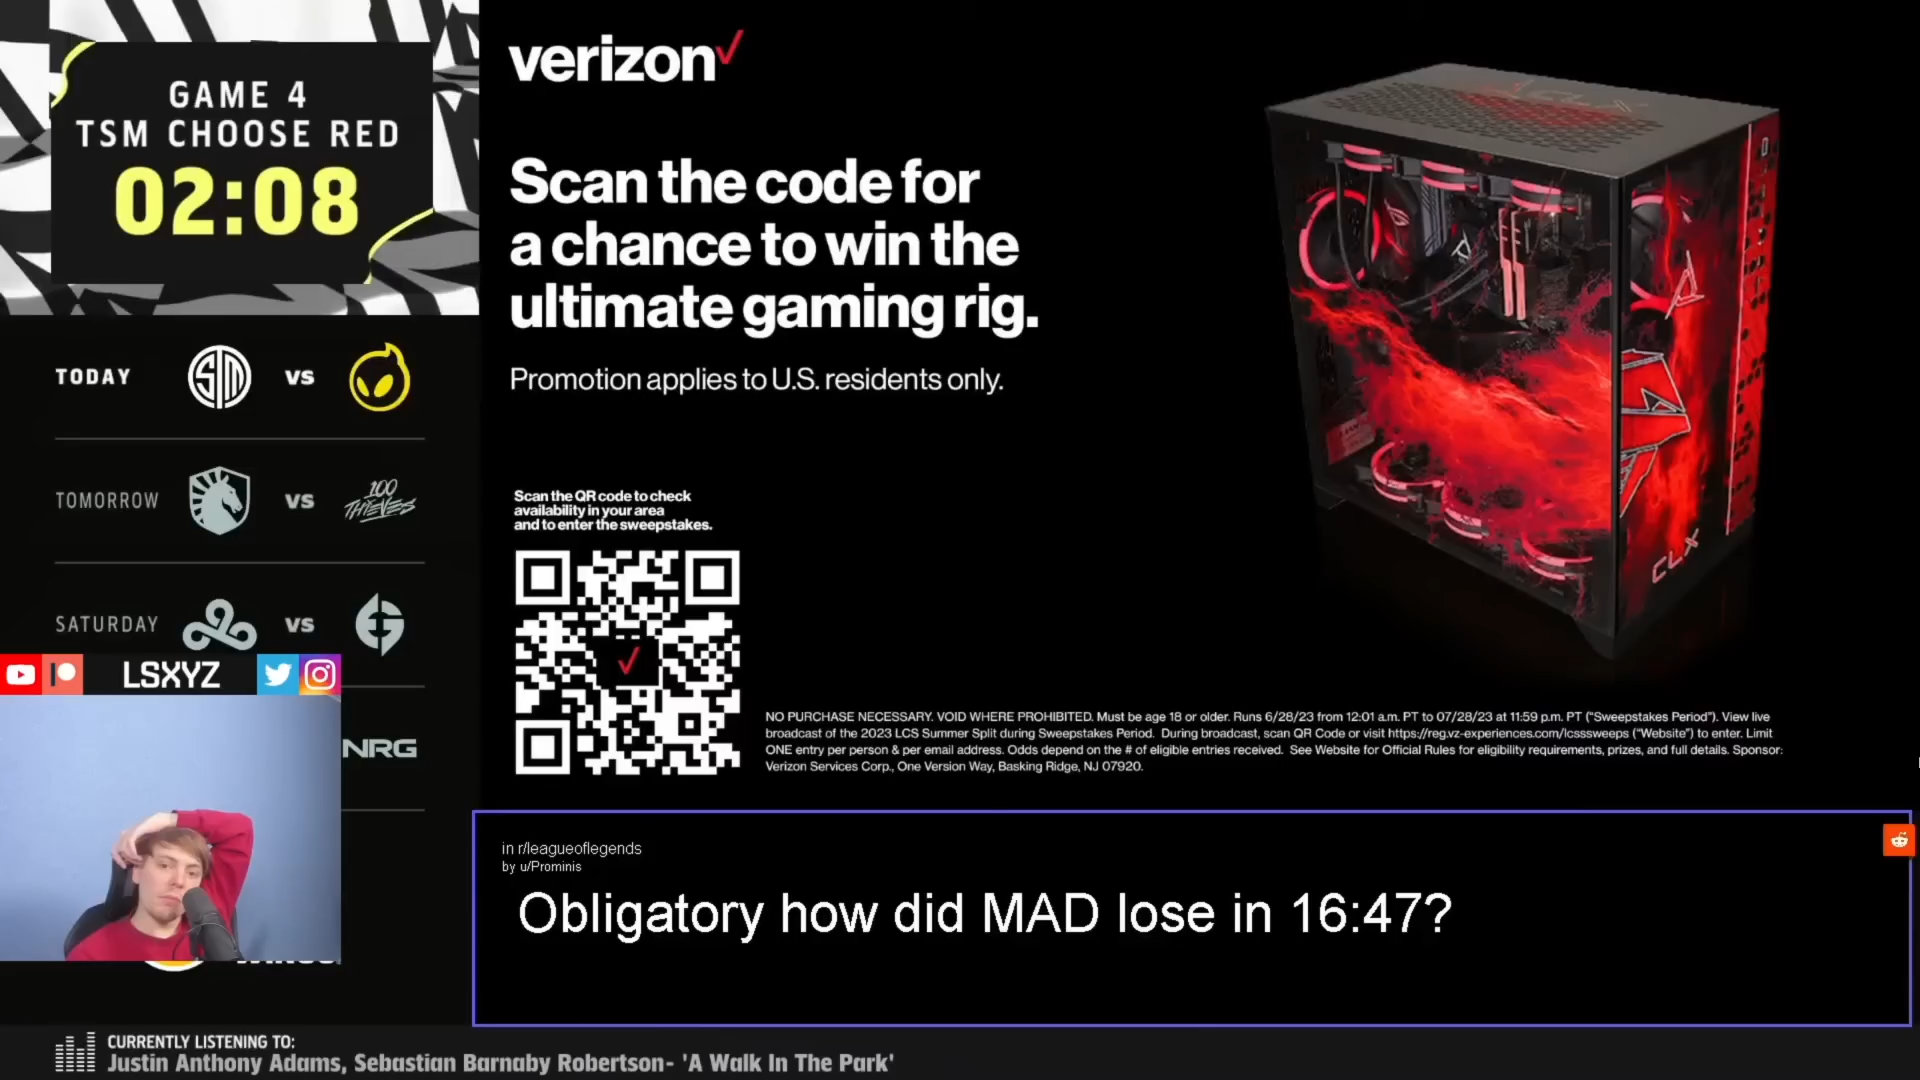 GAME 4
TSM CHOOSE RED
02:08
TODAY
TSM
vs
TOMORROW
vs
100
THIEVES
SATURDAY
vs
NRG
LSXYZ
verizon
Scan the code for
a chance to win the
ultimate gaming rig.
Promotion applies to U.S. residents only.
Scan the QR code to check
availability in your area
and to enter the sweepstakes.
CLX
CLX
NO PURCHASE NECESSARY. VOID WHERE PROHIBITED. Must be age 18 or older. Runs 6/28/23 from 12:01 a.m. PT to 07/28/23 at 11:59 p.m. PT ("Sweepstakes Period"). View live
broadcast of the 2023 LCS Summer Split during Sweepstakes Period. During broadcast, scan QR Code or visit https://reg.vz-experiences.com/lcsssweeps ("Website") to enter. Limit
ONE entry per person & per email address. Odds depend on the # of eligible entries received. See Website for Official Rules for eligibility requirements, prizes, and full details. Sponsor:
Verizon Services Corp., One Version Way, Basking Ridge, NJ 07920.
in r/leagueoflegends
by u/Prominis
Obligatory how did MAD lose in 16:47?
CURRENTLY LISTENING TO:
Justin Anthony Adams, Sebastian Barnaby Robertson- 'A Walk In The Park'